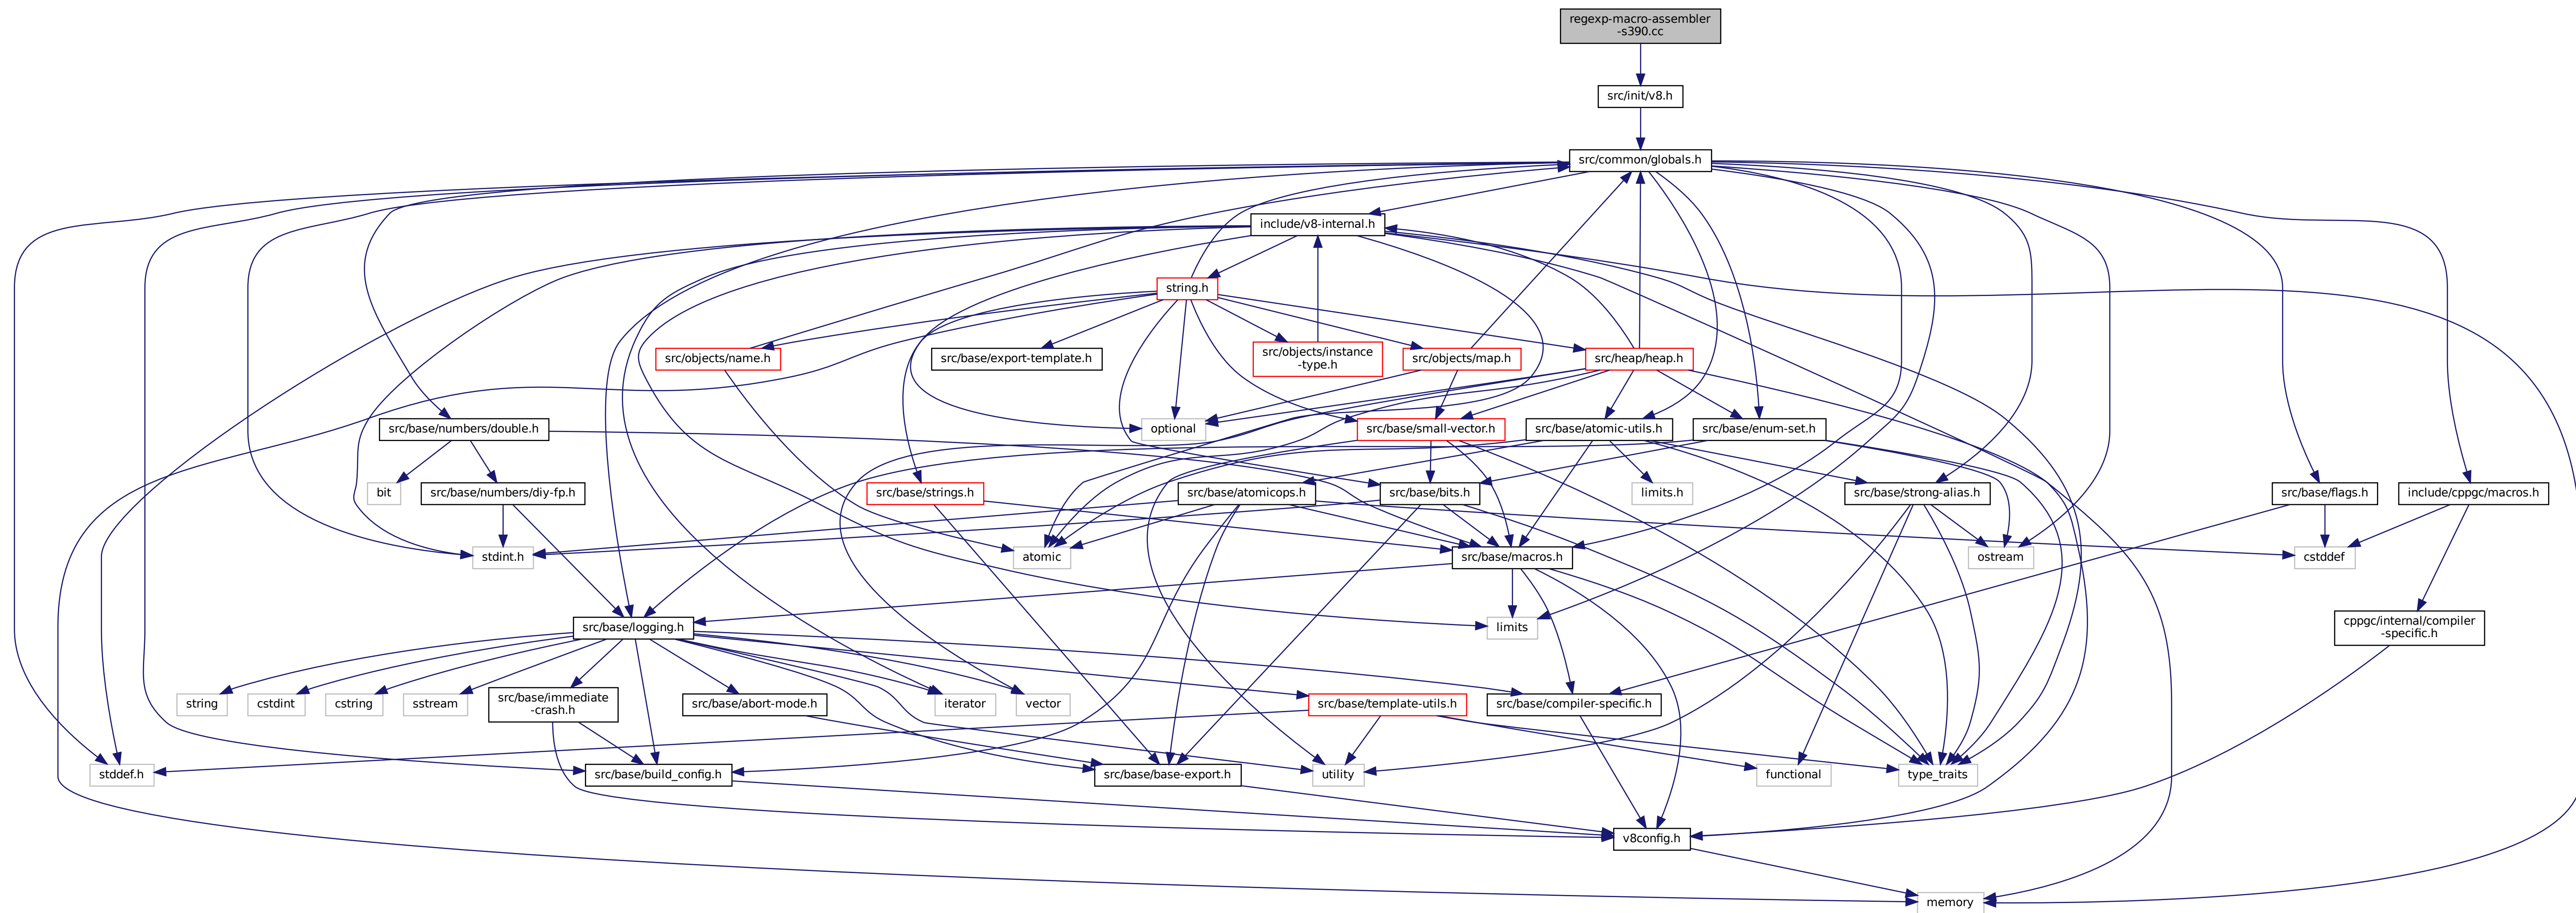 regexp-macro-assembler
-s390.cc
src/init/v8.h
src/common/globals.h
include/v8-internal.h
string.h
src/objects/name.h
src/base/export-template.h
src/objects/instance
-type.h
src/objects/map.h
src/heap/heap.h
src/base/numbers/double.h
optional
src/base/small-vector.h
src/base/atomic-utils.h
src/base/enum-set.h
bit
src/base/numbers/diy-fp.h
src/base/strings.h
src/base/atomicops.h
src/base/bits.h
limits.h
src/base/strong-alias.h
src/base/flags.h
include/cppgc/macros.h
stdint.h
atomic
src/base/macros.h
ostream
cstddef
src/base/logging.h
limits
cppgc/internal/compiler
-specific.h
string
cstdint
cstring
sstream
src/base/immediate
-crash.h
src/base/abort-mode.h
iterator
vector
src/base/template-utils.h
src/base/compiler-specific.h
stddef.h
src/base/build_config.h
src/base/base-export.h
utility
functional
type_traits
v8config.h
memory